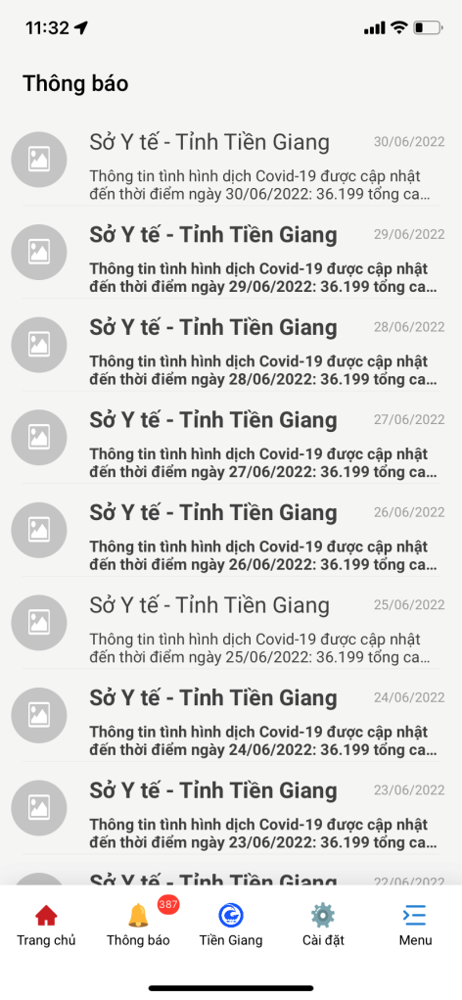 11:32
Thông báo
Sở Y tế - Tỉnh Tiền Giang
30/06/2022
Thông tin tình hình dịch Covid-19 được cập nhật
đến thời điểm ngày 30/06/2022: 36.199 tổng ca...
Sở Y tế - Tỉnh Tiền Giang
29/06/2022
Thông tin tình hình dịch Covid-19 được cập nhật
đến thời điểm ngày 29/06/2022: 36.199 tổng ca...
Sở Y tế - Tỉnh Tiền Giang
28/06/2022
Thông tin tình hình dịch Covid-19 được cập nhật
đến thời điểm ngày 28/06/2022: 36.199 tổng ca...
Sở Y tế - Tỉnh Tiền Giang
27/06/2022
Thông tin tình hình dịch Covid-19 được cập nhật
đến thời điểm ngày 27/06/2022: 36.199 tổng ca...
Sở Y tế - Tỉnh Tiền Giang
26/06/2022
Thông tin tình hình dịch Covid-19 được cập nhật
đến thời điểm ngày 26/06/2022: 36.199 tổng ca...
Sở Y tế - Tỉnh Tiền Giang
25/06/2022
Thông tin tình hình dịch Covid-19 được cập nhật
đến thời điểm ngày 25/06/2022: 36.199 tổng ca...
Sở Y tế - Tỉnh Tiền Giang
24/06/2022
Thông tin tình hình dịch Covid-19 được cập nhật
đến thời điểm ngày 24/06/2022: 36.199 tổng ca...
Sở Y tế - Tỉnh Tiền Giang
23/06/2022
Thông tin tình hình dịch Covid-19 được cập nhật
đến thời điểm ngày 23/06/2022: 36.199 tổng ca...
Sở Y tế - Tỉnh Tiền Giang
22/06/2022
387
Trang chủ
Thông báo
Tiền Giang
Cài đặt
Menu